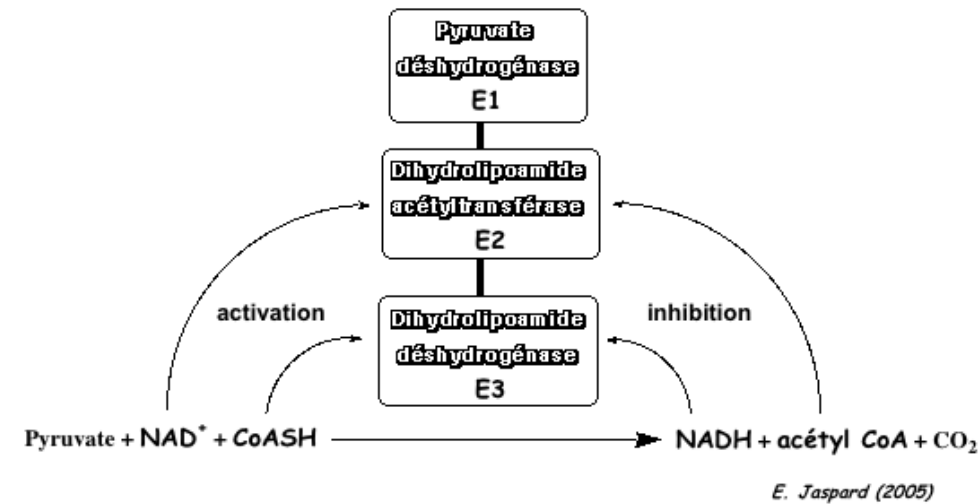 Pyruvate
déshydrogénase
E1
Dihydrolipoamide
acétyltransférase
E2
activation
inhibition
Dihydrolipoamide
déshydrogénase
E3
Pyruvate + NAD⁺ + CoASH
NADH + acétyl CoA + CO₂
E. Jaspard (2005)